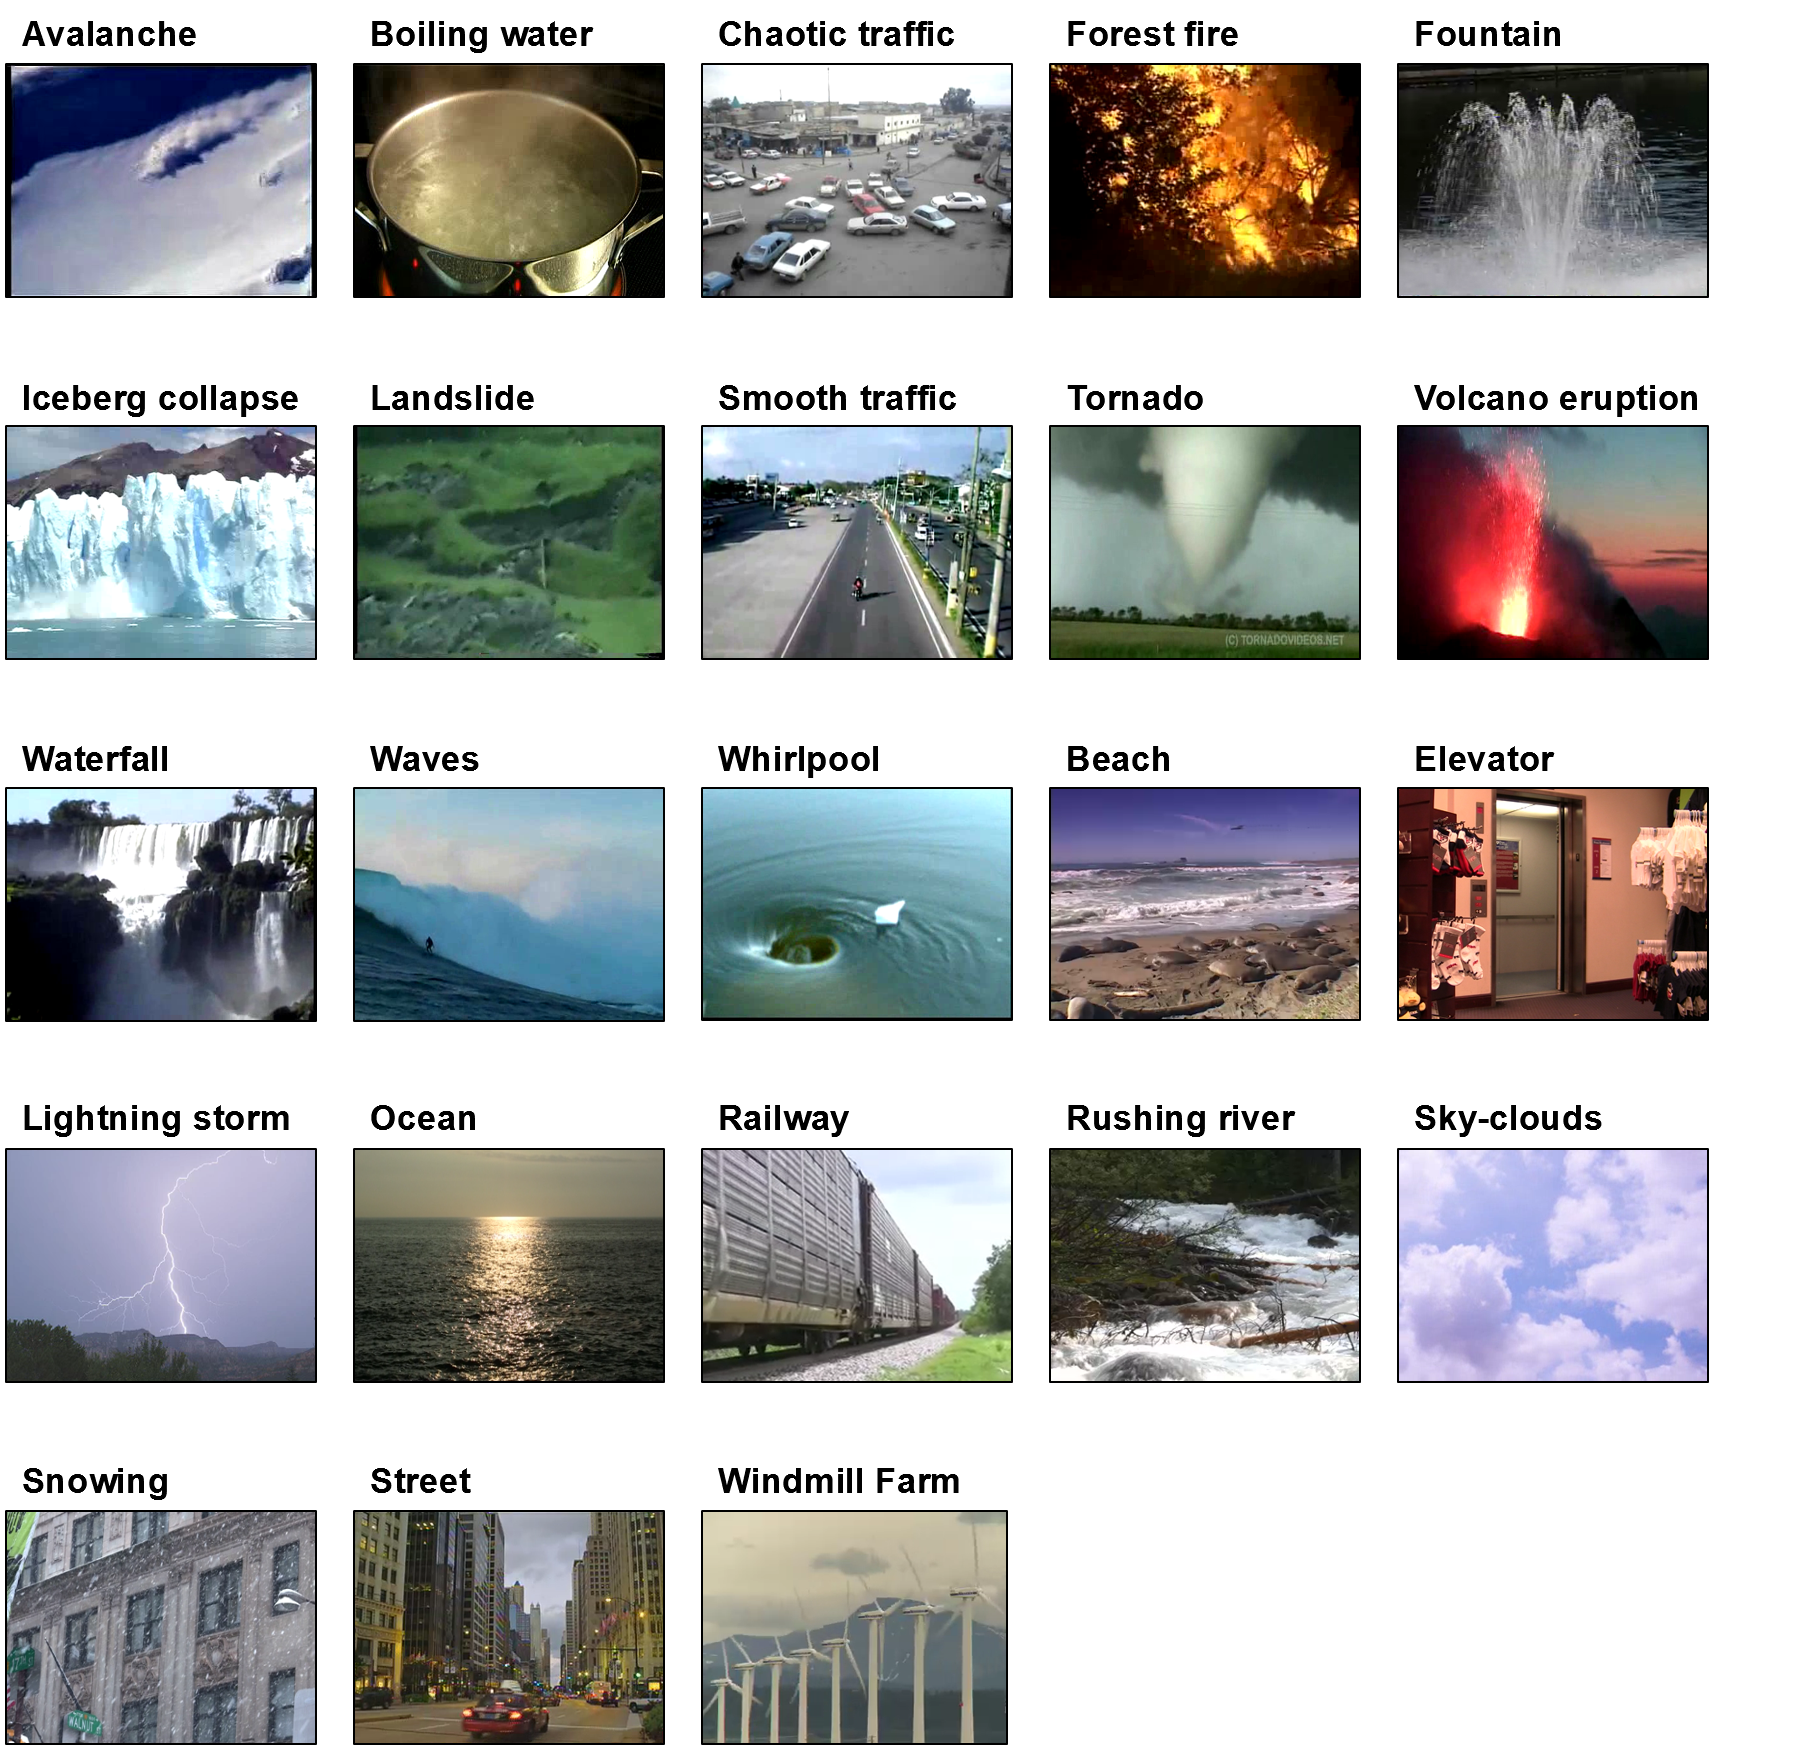 Avalanche
Boiling water
Chaotic traffic
Forest fire
Fountain
Iceberg collapse
Landslide
Smooth traffic
Tornado
Volcano eruption
(C) TORNADOVIDEOS.NET
Waterfall
Waves
Whirlpool
Beach
Elevator
Lightning storm
Ocean
Railway
Rushing river
Sky-clouds
Snowing
Street
Windmill Farm
WALNUT